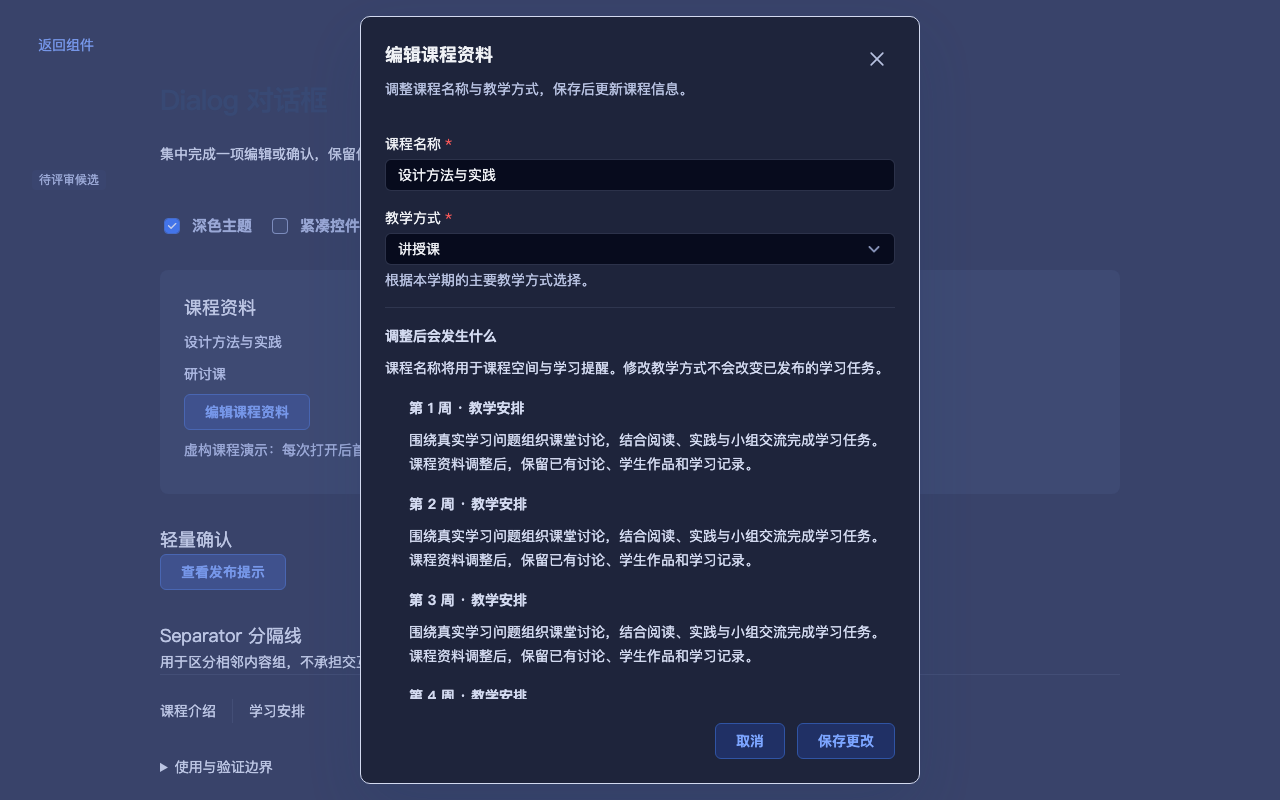 返回组件
Dialog 对话框
集中完成一项编辑或确认，保留
待评审候选
深色主题
紧凑控件
课程资料
设计方法与实践
研讨课
编辑课程资料
虚构课程演示：每次打开后
轻量确认
查看发布提示
Separator 分隔线
用于区分相邻内容组，不承担交
课程介绍
学习安排
使用与验证边界
编辑课程资料
调整课程名称与教学方式，保存后更新课程信息。
课程名称 *
设计方法与实践
教学方式 *
讲授课
根据本学期的主要教学方式选择。
调整后会发生什么
课程名称将用于课程空间与学习提醒。修改教学方式不会改变已发布的学习任务。
第 1 周 · 教学安排
围绕真实学习问题组织课堂讨论，结合阅读、实践与小组交流完成学习任务。
课程资料调整后，保留已有讨论、学生作品和学习记录。
第 2 周 · 教学安排
围绕真实学习问题组织课堂讨论，结合阅读、实践与小组交流完成学习任务。
课程资料调整后，保留已有讨论、学生作品和学习记录。
第 3 周 · 教学安排
围绕真实学习问题组织课堂讨论，结合阅读、实践与小组交流完成学习任务。
课程资料调整后，保留已有讨论、学生作品和学习记录。
第 4 周 · 教学安排
取消
保存更改